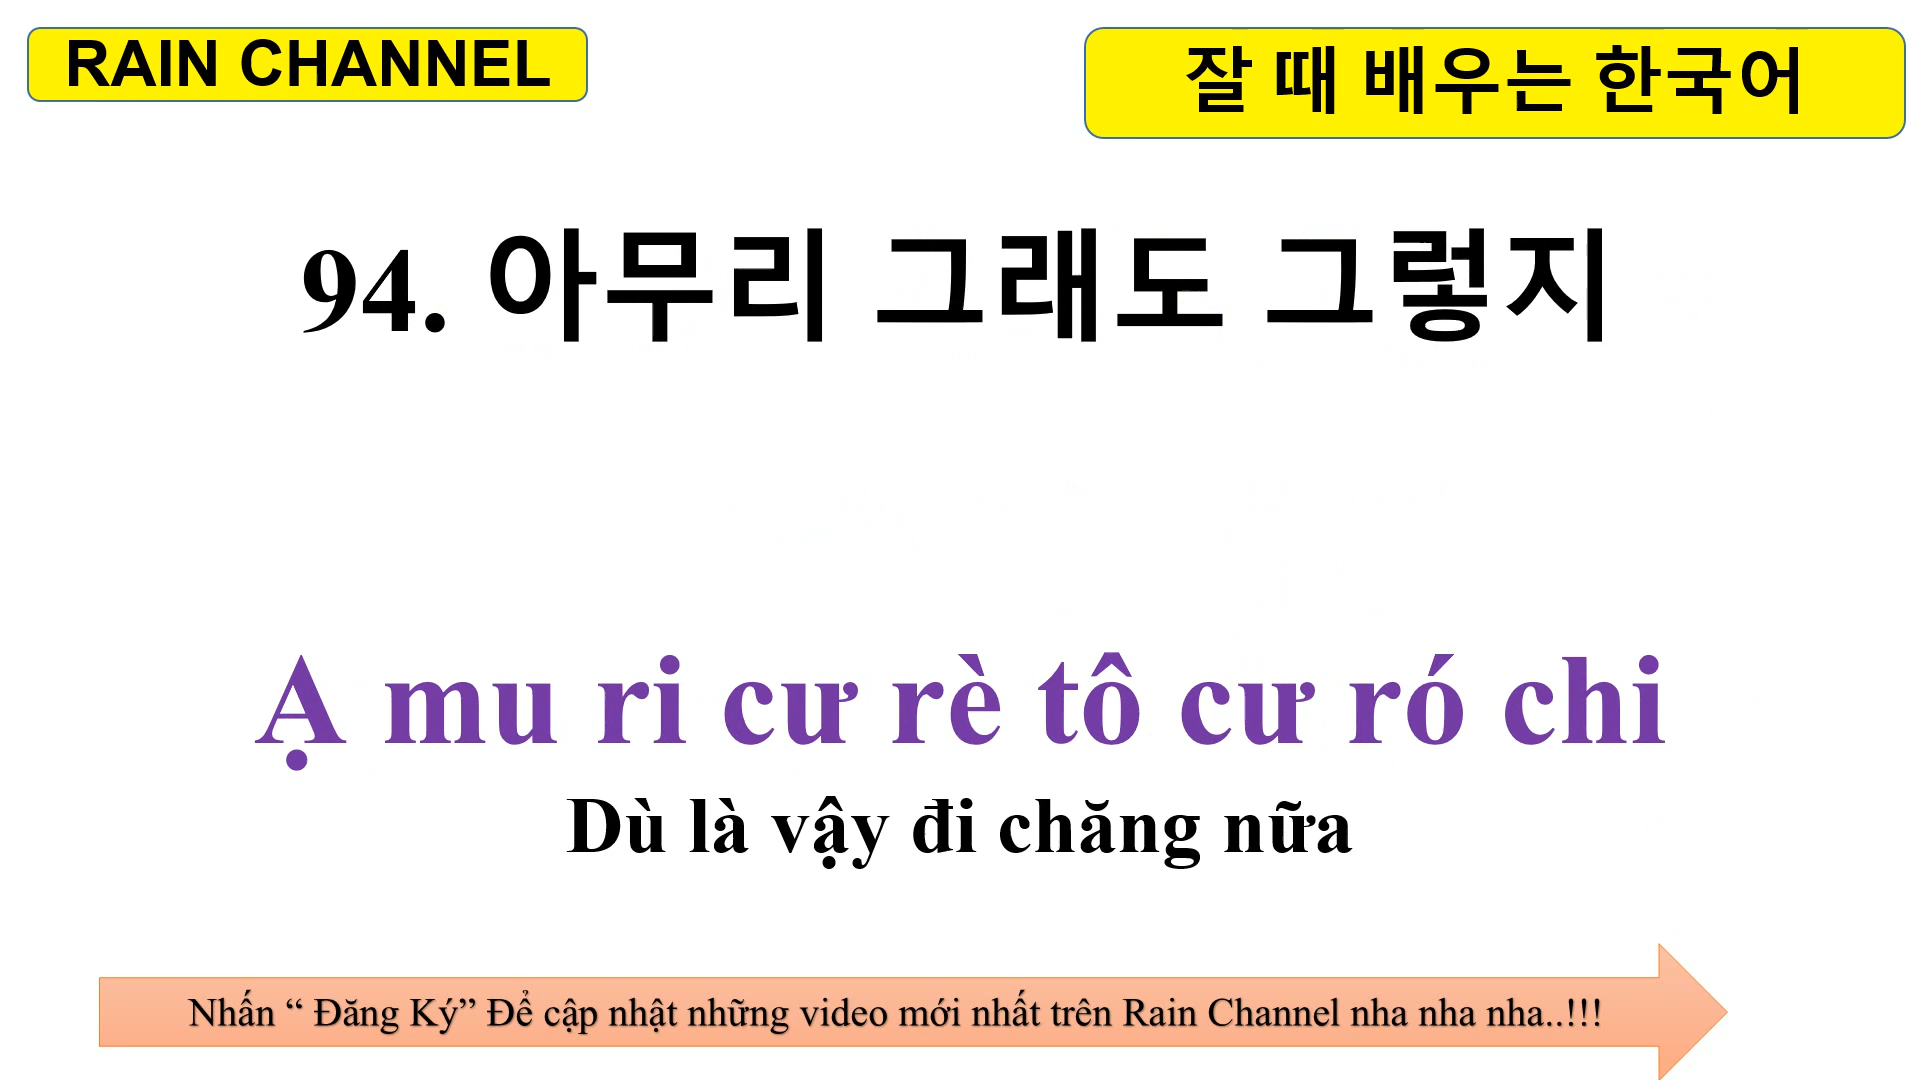 RAIN CHANNEL
잘 때 배우는 한국어
94. 아무리 그래도 그렇지
Ạ mu ri cư rè tô cư ró chi
Dù là vậy đi chăng nữa
Nhấn “ Đăng Ký” Để cập nhật những video mới nhất trên Rain Channel nha nha nha..!!!